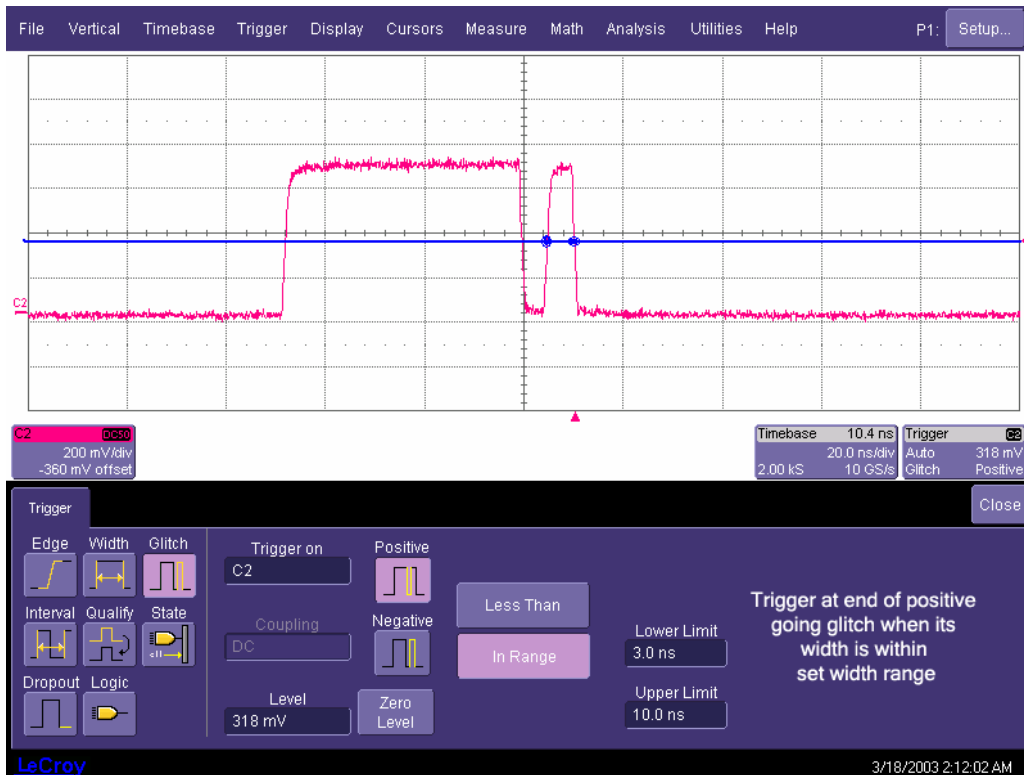 File Vertical Timebase Trigger Display Cursors Measure Math Analysis Utilities Help P1: Setup...
C2
C2 DC50
200 mV/div
-360 mV offset
Timebase 10.4 ns
20.0 ns/div
2.00 kS 10 GS/s
Trigger C2
Auto 318 mV
Glitch Positive
Trigger
Close
Edge Width Glitch
Interval Qualify State
Dropout Logic
Trigger on
C2
Coupling
DC
Level
318 mV
Positive
Negative
Zero
Level
Less Than
In Range
Lower Limit
3.0 ns
Upper Limit
10.0 ns
Trigger at end of positive
going glitch when its
width is within
set width range
LeCroy
3/18/2003 2:12:02 AM